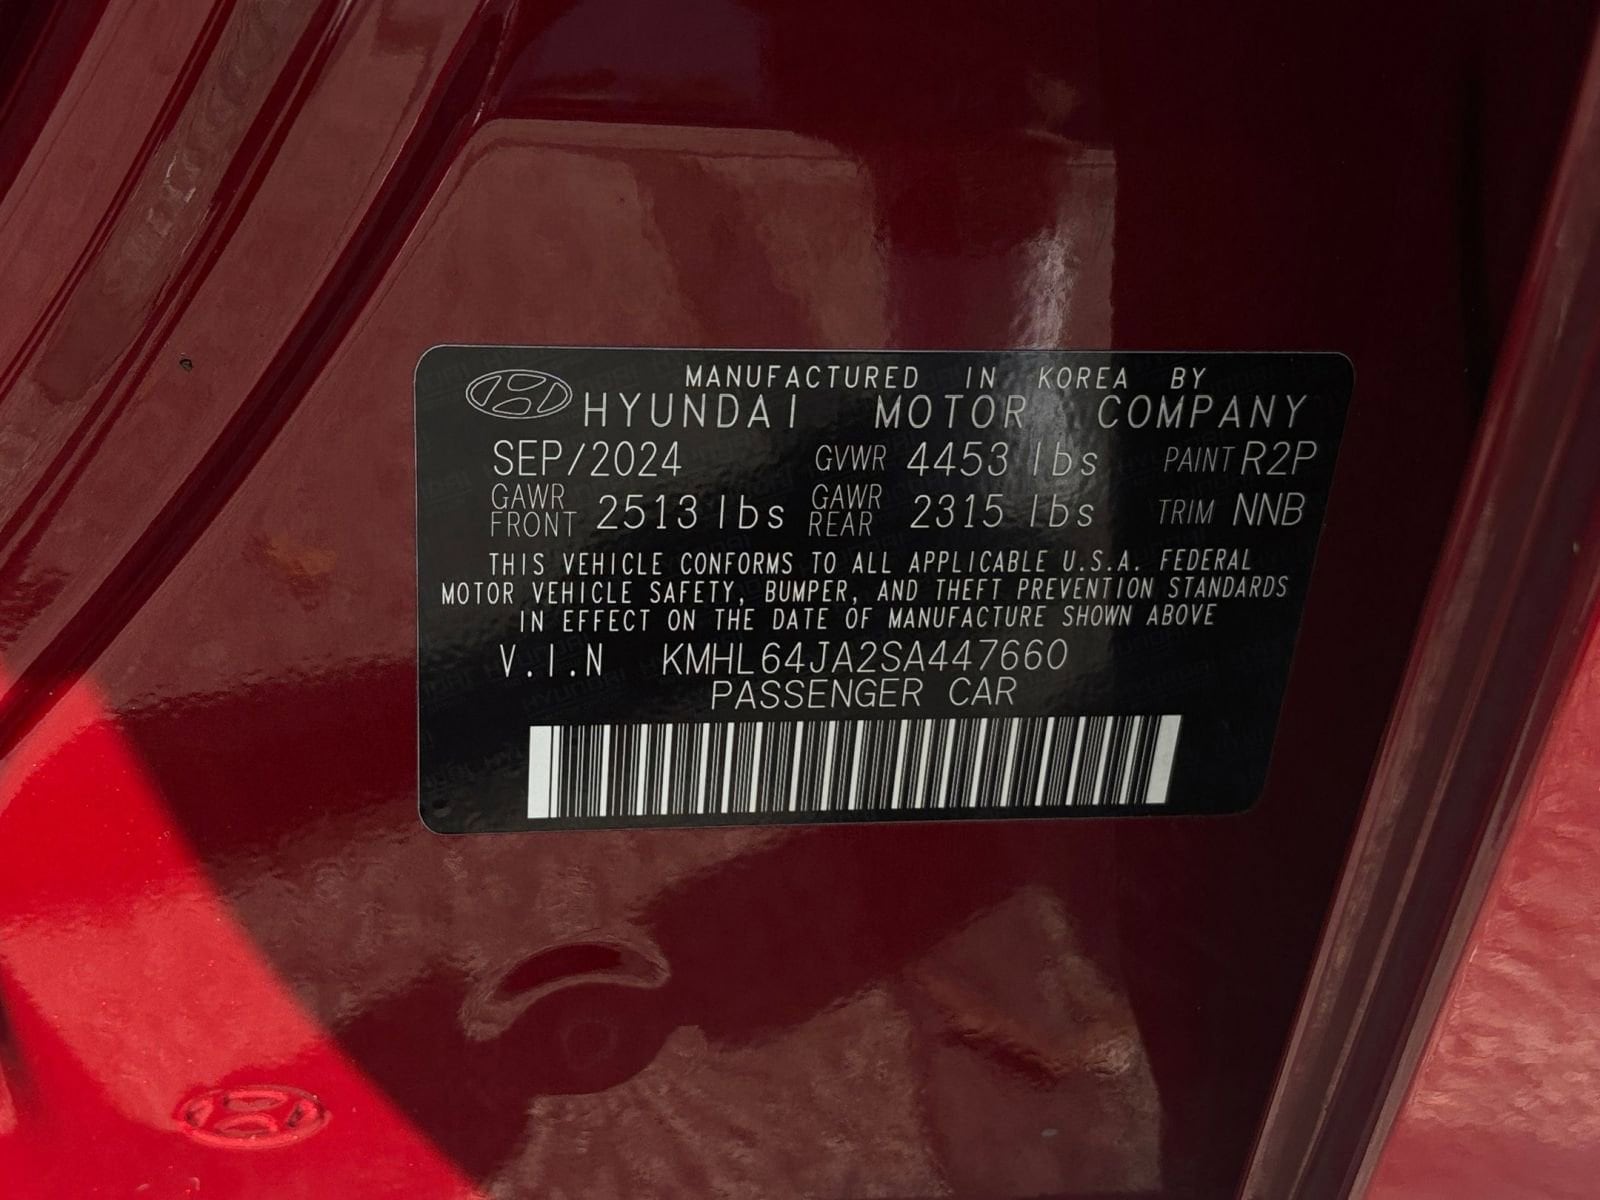 MANUFACTURED IN KOREA BY
HYUNDAI MOTOR COMPANY
SEP/2024 GVWR 4453 lbs PAINT R2P
GAWR FRONT 2513 lbs GAWR REAR 2315 lbs TRIM NNB
THIS VEHICLE CONFORMS TO ALL APPLICABLE U.S.A. FEDERAL
MOTOR VEHICLE SAFETY, BUMPER, AND THEFT PREVENTION STANDARDS
IN EFFECT ON THE DATE OF MANUFACTURE SHOWN ABOVE
V.I.N KMHL64JA2SA447660
PASSENGER CAR